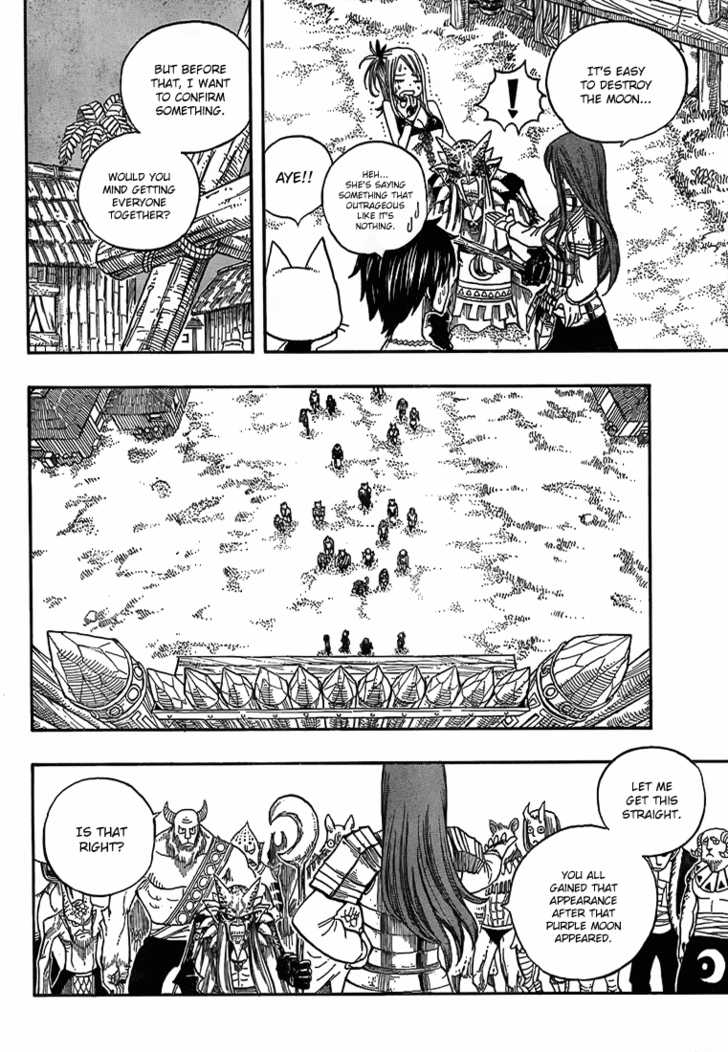 IT'S EASY
TO DESTROY
THE MOON...
!
HEH...
SHE'S SAYING
SOMETHING THAT
OUTRAGEOUS
LIKE IT'S
NOTHING.
AYE!!
BUT BEFORE
THAT, I WANT
TO CONFIRM
SOMETHING.
WOULD YOU
MIND GETTING
EVERYONE
TOGETHER?
LET ME
GET THIS
STRAIGHT.
YOU ALL
GAINED THAT
APPEARANCE
AFTER THAT
PURPLE MOON
APPEARED.
IS THAT
RIGHT?